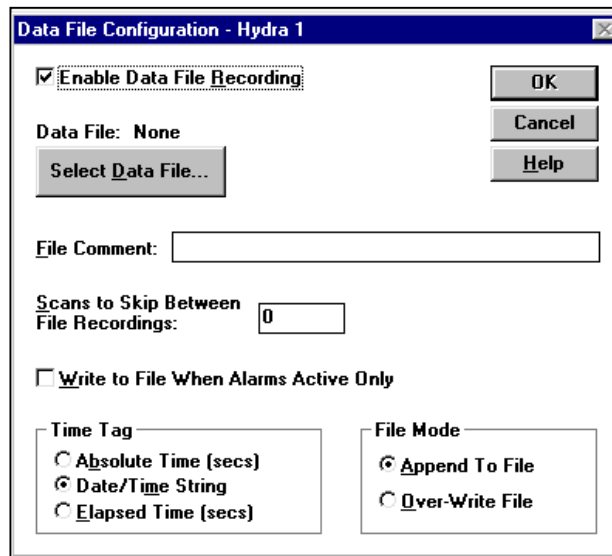 Data File Configuration - Hydra 1
Enable Data File Recording
OK
Data File: None
Cancel
Select Data File...
Help
File Comment:
Scans to Skip Between
File Recordings:
0
Write to File When Alarms Active Only
Time Tag
Absolute Time (secs)
Date/Time String
Elapsed Time (secs)
File Mode
Append To File
Over-Write File